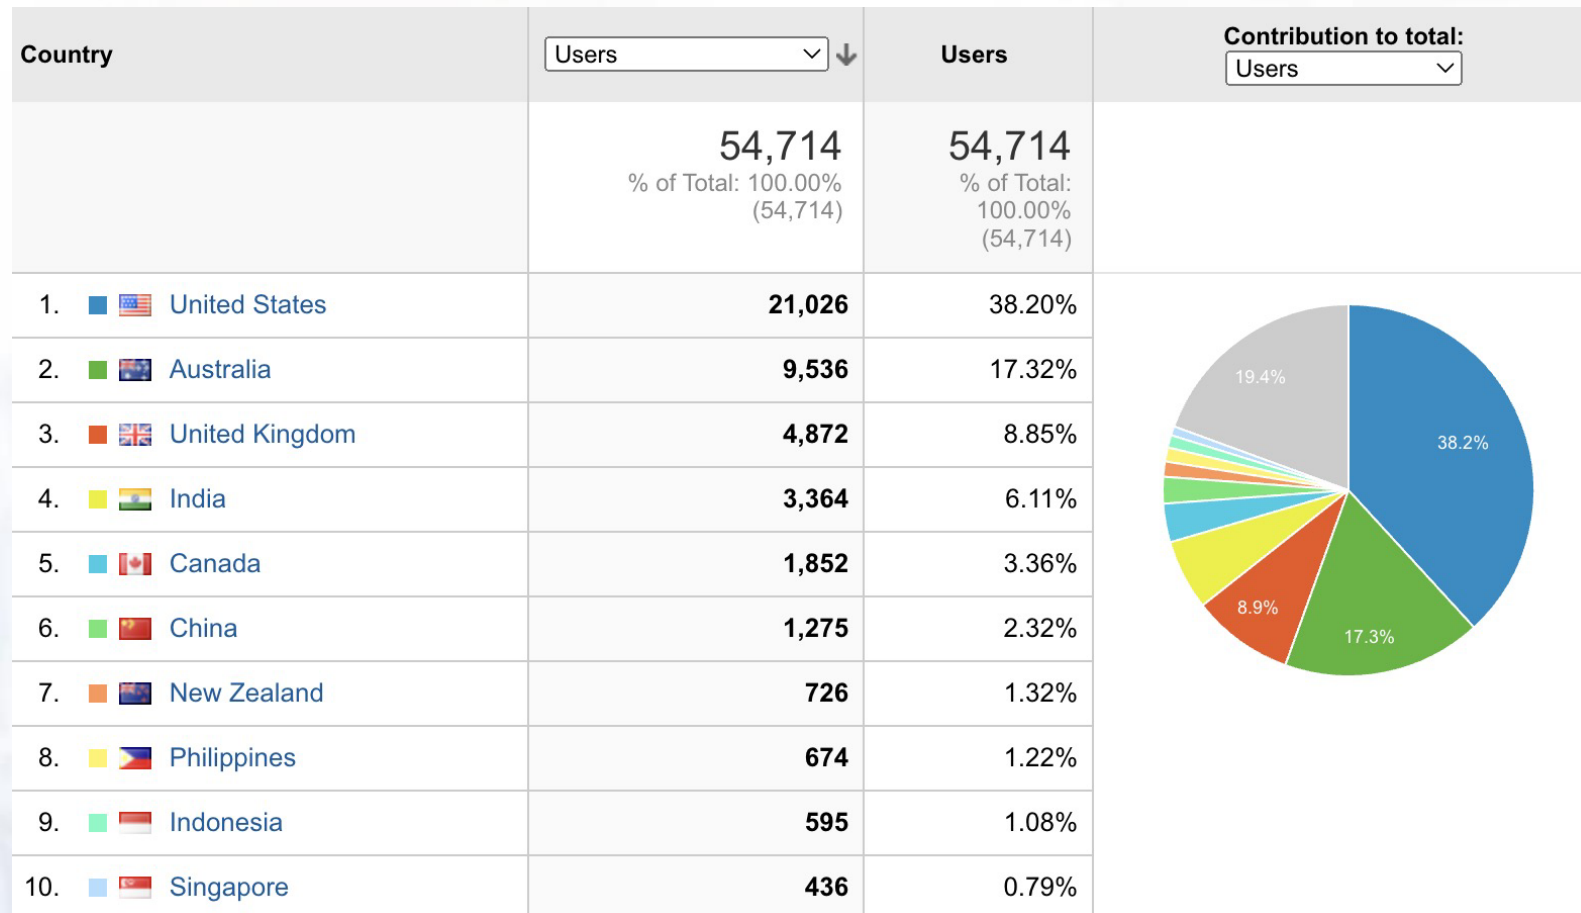 Country
Users
Users
Contribution to total:
Users
54,714
% of Total: 100.00%
(54,714)
54,714
% of Total:
100.00%
(54,714)
1. United States 21,026 38.20%
2. Australia 9,536 17.32%
3. United Kingdom 4,872 8.85%
4. India 3,364 6.11%
5. Canada 1,852 3.36%
6. China 1,275 2.32%
7. New Zealand 726 1.32%
8. Philippines 674 1.22%
9. Indonesia 595 1.08%
10. Singapore 436 0.79%
19.4%
38.2%
8.9%
17.3%